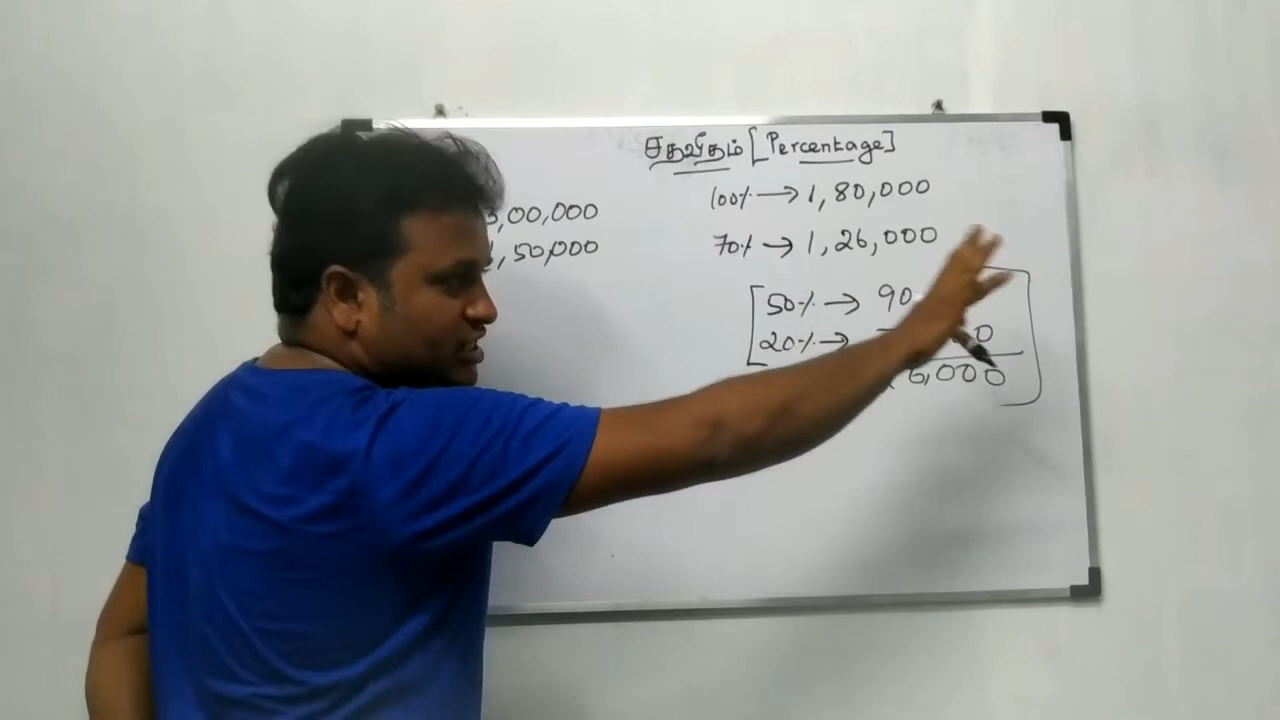 சதவீதம் [Percentage]
100% → 1,80,000
70% → 1,26,000
3,00,000
,50,000
50% → 90
20% →
6,000